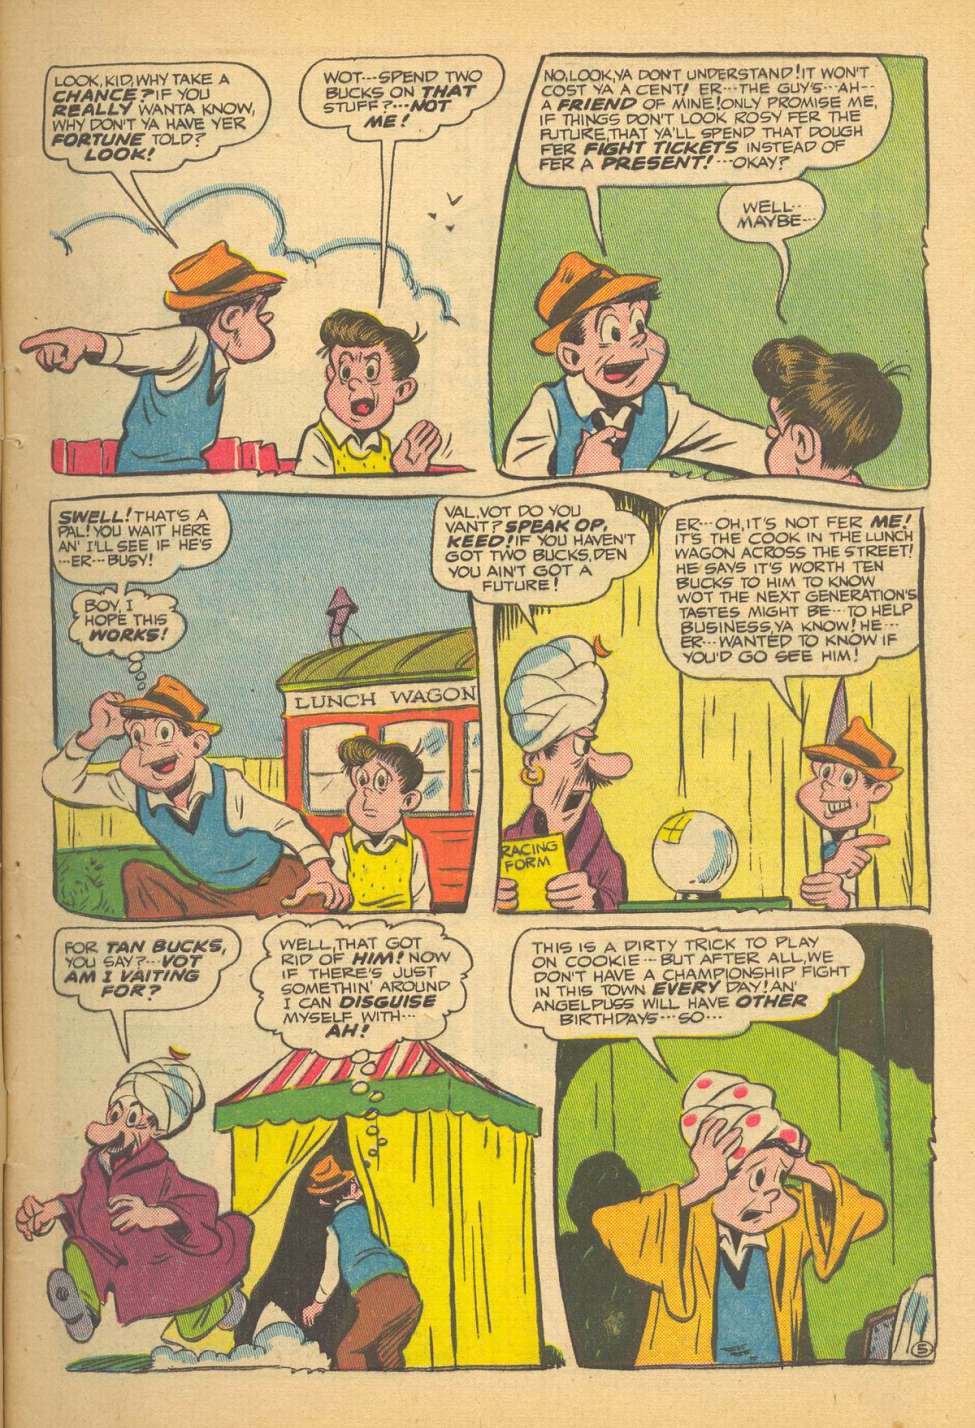 LOOK, KID, WHY TAKE A
CHANCE? IF YOU
REALLY WANTA KNOW,
WHY DON'T YA HAVE YER
FORTUNE TOLD?
LOOK!
WOT---SPEND TWO
BUCKS ON THAT
STUFF?---NOT
ME!
NO, LOOK, YA DON'T UNDERSTAND! IT WON'T
COST YA A CENT! ER---THE GUY'S---AH--
A FRIEND OF MINE! ONLY PROMISE ME,
IF THINGS DON'T LOOK ROSY FER THE
FUTURE, THAT YA'LL SPEND THAT DOUGH
FER FIGHT TICKETS INSTEAD OF
FER A PRESENT! ---OKAY?
WELL--
MAYBE---
SWELL! THAT'S A
PAL! YOU WAIT HERE
AN' I'LL SEE IF HE'S
---ER---BUSY!
BOY, I
HOPE THIS
WORKS!
LUNCH WAGON
VAL, VOT DO YOU
VANT? SPEAK OP,
KEED! IF YOU HAVEN'T
GOT TWO BUCKS, DEN
YOU AIN'T GOT A
FUTURE!
ER---OH, IT'S NOT FER ME!
IT'S THE COOK IN THE LUNCH
WAGON ACROSS THE STREET!
HE SAYS IT'S WORTH TEN
BUCKS TO HIM TO KNOW
WOT THE NEXT GENERATION'S
TASTES MIGHT BE---TO HELP
BUSINESS, YA KNOW! HE---
ER---WANTED TO KNOW IF
YOU'D GO SEE HIM!
RACING
FORM
FOR TAN BUCKS,
YOU SAY?---VOT
AM I VAITING
FOR?
WELL, THAT GOT
RID OF HIM! NOW
IF THERE'S JUST
SOMETHIN' AROUND
I CAN DISGUISE
MYSELF WITH---
AH!
THIS IS A DIRTY TRICK TO PLAY
ON COOKIE---BUT AFTER ALL, WE
DON'T HAVE A CHAMPIONSHIP FIGHT
IN THIS TOWN EVERY DAY! AN'
ANGELPUSS WILL HAVE OTHER
BIRTHDAYS---SO---
5